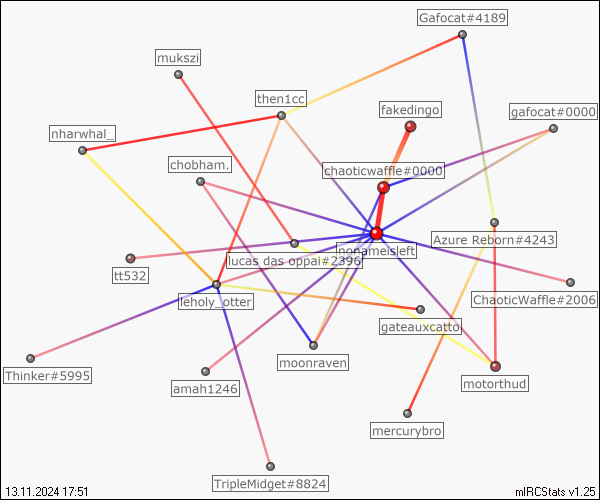 Gafocat#4189
mukszi
then1cc
fakedingo
gafocat#0000
nharwhal_
chobham.
chaoticwaffle#0000
Azure Reborn#4243
nonameisleft
lucas das oppai#2396
tt532
ChaoticWaffle#2006
leholy_otter
gateauxcatto
moonraven
Thinker#5995
amah1246
motorthud
mercurybro
TripleMidget#8824
13.11.2024 17:51
mIRCStats v1.25